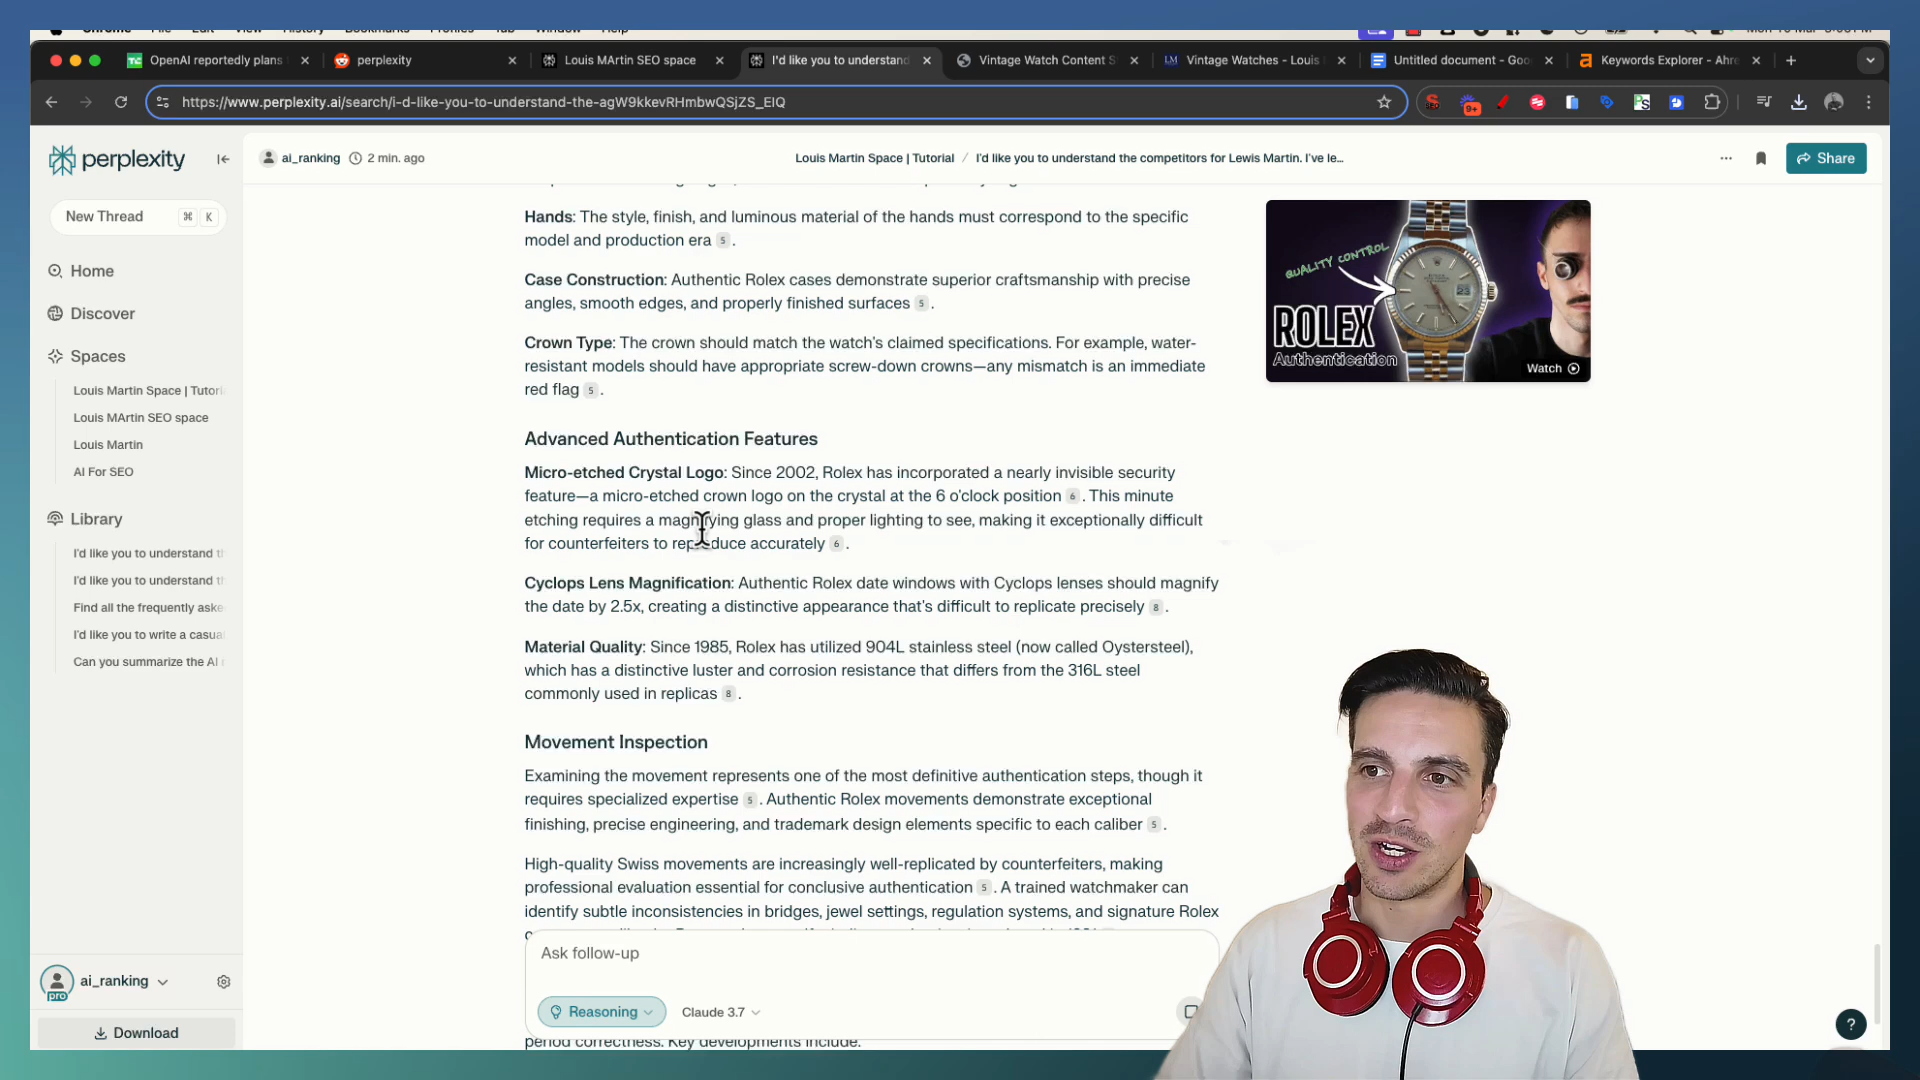 OpenAI reportedly plans
perplexity
Louis MArtin SEO space
I'd like you to understand
Vintage Watch Content S
LM Vintage Watches - Louis
Untitled document - Goo
Keywords Explorer - Ahre
https://www.perplexity.ai/search/i-d-like-you-to-understand-the-agW9kkevRHmbwQSjZS_EIQ
9+
perplexity
ai_ranking 2 min. ago
Louis Martin Space | Tutorial / I'd like you to understand the competitors for Lewis Martin. I've le...
Share
New Thread ⌘ K
Home
Discover
Spaces
Louis Martin Space | Tutori
Louis MArtin SEO space
Louis Martin
AI For SEO
Library
I'd like you to understand t
I'd like you to understand t
Find all the frequently aske
I'd like you to write a casua
Can you summarize the AI
ai_ranking
pro
Download
Hands: The style, finish, and luminous material of the hands must correspond to the specific
model and production era 5 .
Case Construction: Authentic Rolex cases demonstrate superior craftsmanship with precise
angles, smooth edges, and properly finished surfaces 5 .
Crown Type: The crown should match the watch's claimed specifications. For example, water-
resistant models should have appropriate screw-down crowns—any mismatch is an immediate
red flag 5 .
Advanced Authentication Features
Micro-etched Crystal Logo: Since 2002, Rolex has incorporated a nearly invisible security
feature—a micro-etched crown logo on the crystal at the 6 o'clock position 6 . This minute
etching requires a magnifying glass and proper lighting to see, making it exceptionally difficult
for counterfeiters to reproduce accurately 6 .
Cyclops Lens Magnification: Authentic Rolex date windows with Cyclops lenses should magnify
the date by 2.5x, creating a distinctive appearance that's difficult to replicate precisely 8 .
Material Quality: Since 1985, Rolex has utilized 904L stainless steel (now called Oystersteel),
which has a distinctive luster and corrosion resistance that differs from the 316L steel
commonly used in replicas 8 .
Movement Inspection
Examining the movement represents one of the most definitive authentication steps, though it
requires specialized expertise 5 . Authentic Rolex movements demonstrate exceptional
finishing, precise engineering, and trademark design elements specific to each caliber 5 .
High-quality Swiss movements are increasingly well-replicated by counterfeiters, making
professional evaluation essential for conclusive authentication 5 . A trained watchmaker can
identify subtle inconsistencies in bridges, jewel settings, regulation systems, and signature Rolex
Ask follow-up
Reasoning
Claude 3.7
period correctness. Key developments include:
QUALITY CONTROL
ROLEX
Authentication
Watch
?